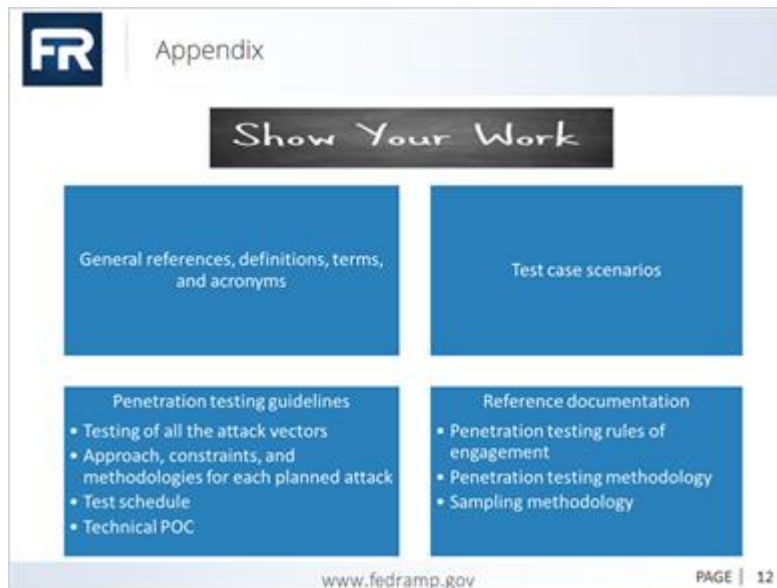 FR
Appendix
Show Your Work
General references, definitions, terms,
and acronyms
Test case scenarios
Penetration testing guidelines
• Testing of all the attack vectors
• Approach, constraints, and
methodologies for each planned attack
• Test schedule
• Technical POC
Reference documentation
• Penetration testing rules of
engagement
• Penetration testing methodology
• Sampling methodology
www.fedramp.gov
PAGE | 12